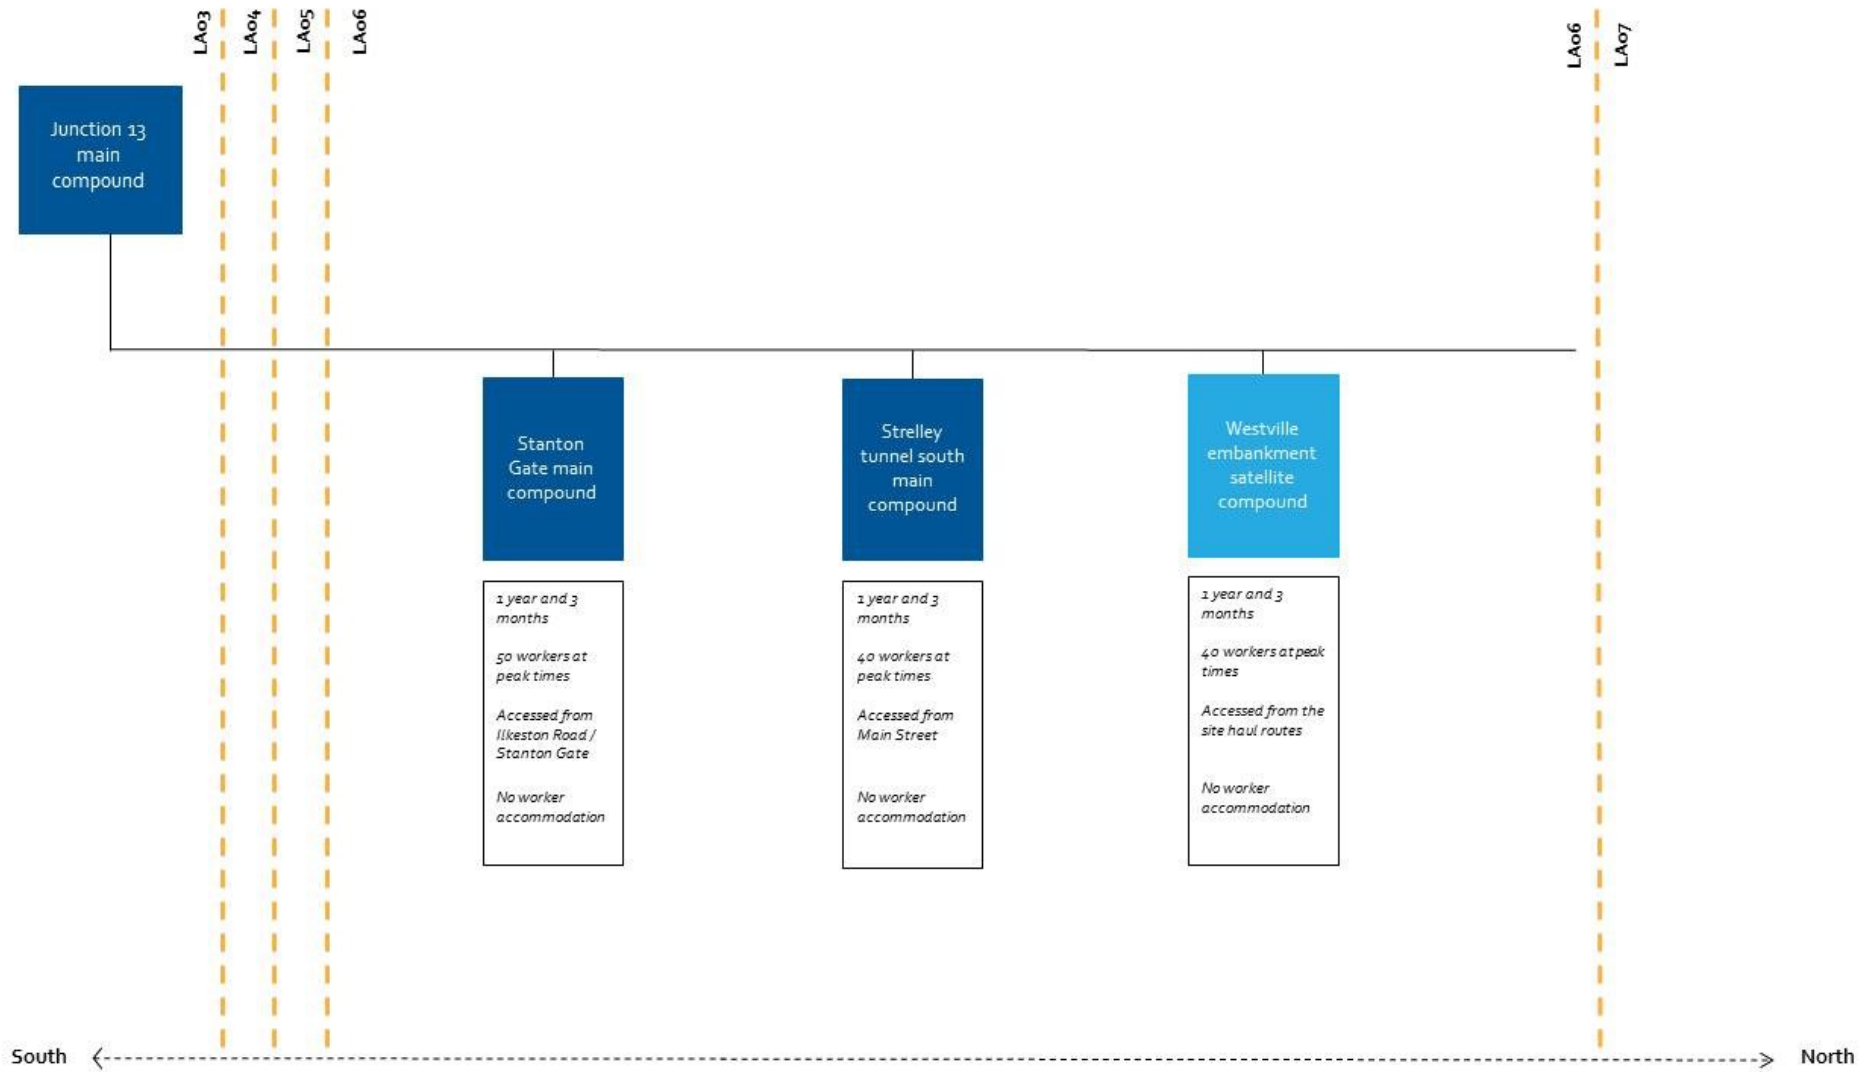 LA03
LA04
LA05
LA06
LA06
LA07
Junction 13
main
compound
Stanton
Gate main
compound
Strelley
tunnel south
main
compound
Westville
embankment
satellite
compound
1 year and 3
months
50 workers at
peak times
Accessed from
Ilkeston Road /
Stanton Gate
No worker
accommodation
1 year and 3
months
40 workers at
peak times
Accessed from
Main Street
No worker
accommodation
1 year and 3
months
40 workers at peak
times
Accessed from the
site haul routes
No worker
accommodation
South
North